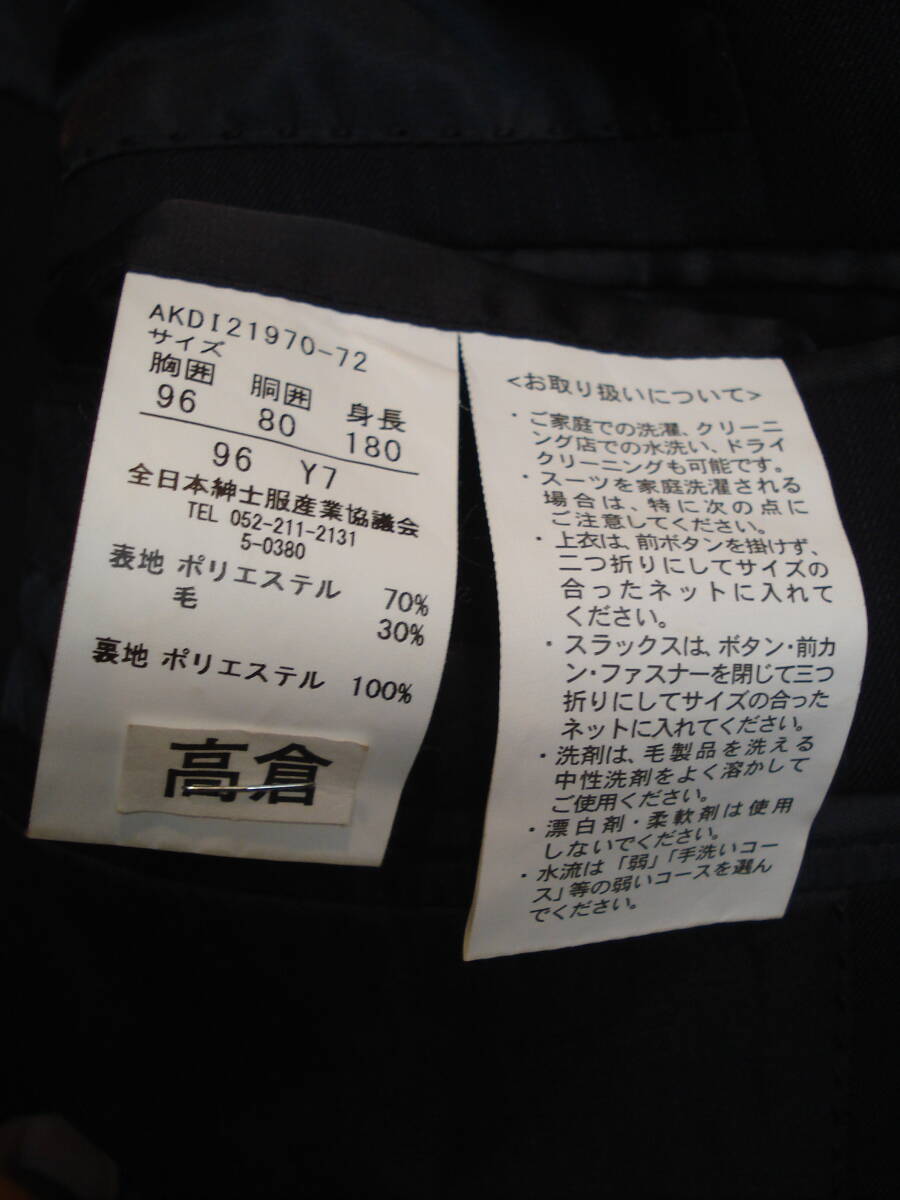 AKDI21970-72
サイズ
胸囲 胴囲 身長
96 80 180
96 Y7
全日本紳士服産業協議会
TEL 052-211-2131
5-0380
表地 ポリエステル 70%
毛 30%
裏地 ポリエステル 100%
高倉
<お取り扱いについて>
・ご家庭での洗濯、クリーニ
ング店での水洗い、ドライ
クリーニングも可能です。
・スーツを家庭洗濯される
場合は、特に次の点に
ご注意してください。
・上衣は、前ボタンを掛けず、
二つ折りにしてサイズの
合ったネットに入れて
ください。
・スラックスは、ボタン・前カ
ン・ファスナーを閉じて三つ
折りにしてサイズの合った
ネットに入れてください。
・洗剤は、毛製品を洗える
中性洗剤をよく溶かして
ご使用ください。
・漂白剤・柔軟剤は使用
しないでください。
・水流は「弱」「手洗いコー
ス」等の弱いコースを選ん
でください。